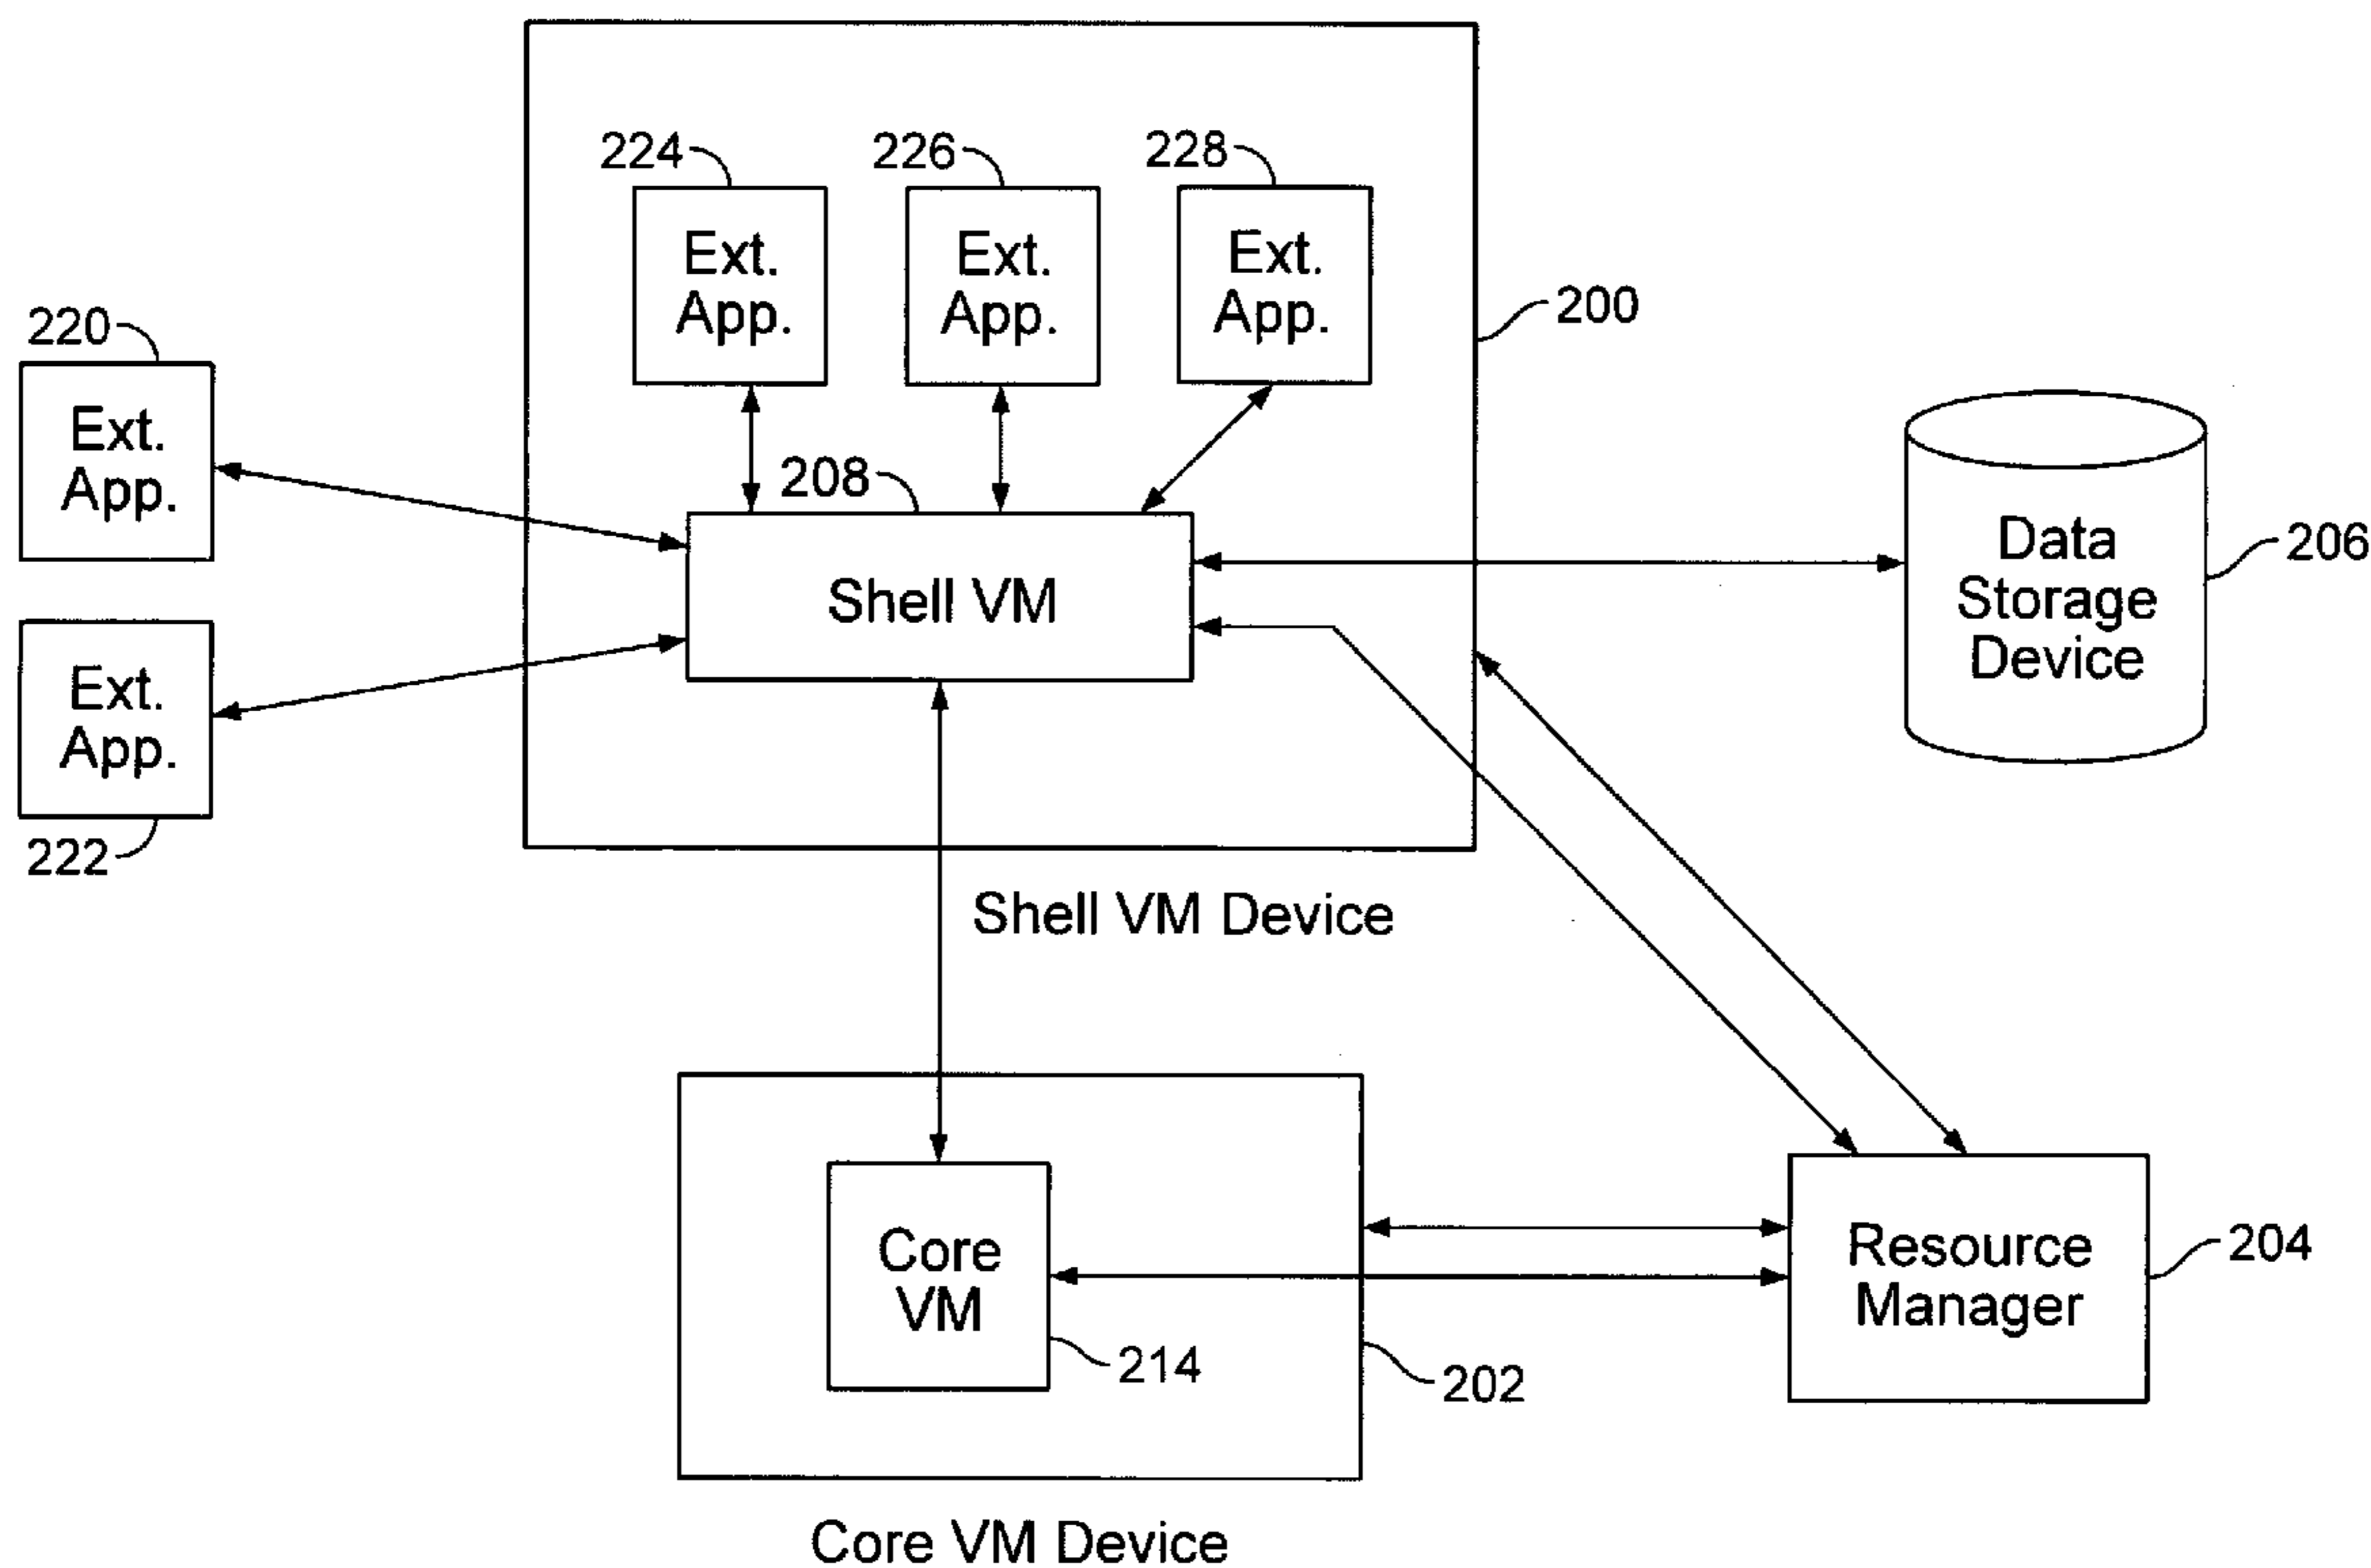 224
226
228
Ext.
App.
Ext.
App.
Ext.
App.
200
220
Ext.
App.
208
Shell VM
Data
Storage
Device
206
Ext.
App.
222
Shell VM Device
Core
VM
214
202
Resource
Manager
204
Core VM Device